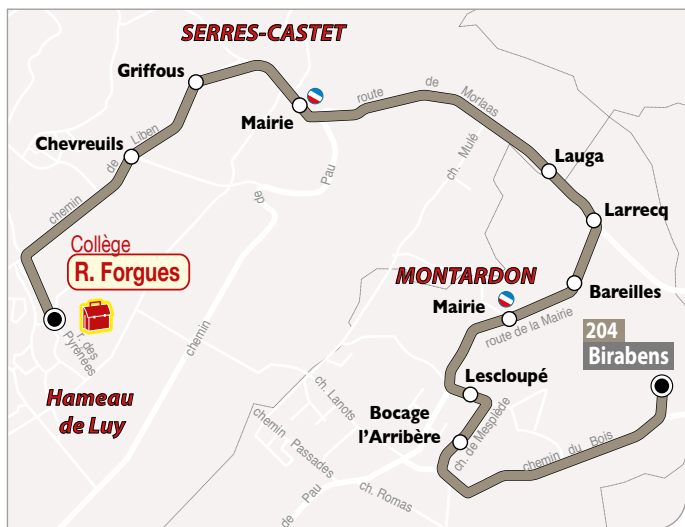 SERRES-CASTET
Griffous
Mairie
route
de
Morlaas
Chevreuils
chemin
de
Liben
de
Pau
ch. Mulé
Lauga
Larrecq
Collège
R. Forgues
MONTARDON
Mairie
Bareilles
route de la Mairie
204
Birabens
r. des
Pyrénées
chemin
Hameau
de Luy
Lescloupé
Bocage
l'Arribère
ch. Lanots
ch. de Mesplède
chemin du Bois
chemin Passades
de Pau
ch. Romas